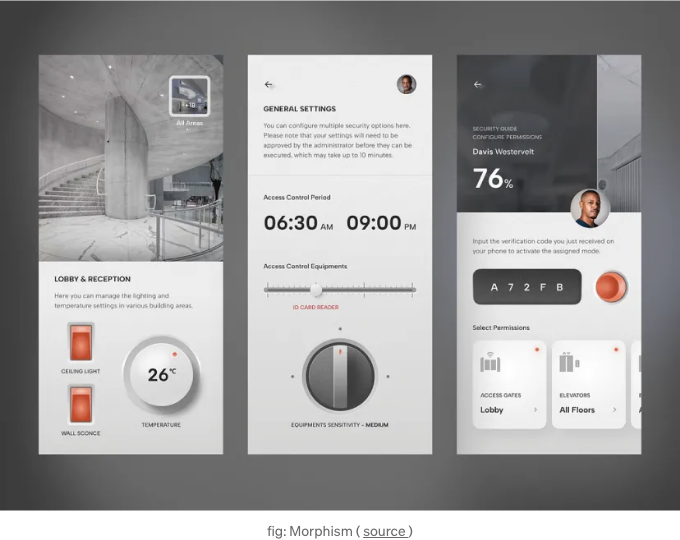 All Areas
LOBBY & RECEPTION
Here you can manage the lighting and
temperature settings in various building areas.
CEILING LIGHT
26°C
WALL SCONCE
TEMPERATURE
GENERAL SETTINGS
You can configure multiple security options here.
Please note that your settings will need to be
approved by the administrator before they can be
executed, which may take up to 10 minutes.
Access Control Period
06:30 AM 09:00 PM
Access Control Equipments
ID CARD READER
EQUIPMENTS SENSITIVITY – MEDIUM
SECURITY GUIDE
CONFIGURE PERMISSIONS
Davis Westervelt
76%
Input the verification code you just received on
your phone to activate the assigned mode.
A 7 2 F B
Select Permissions
ACCESS GATES
Lobby
ELEVATORS
All Floors
fig: Morphism ( source )